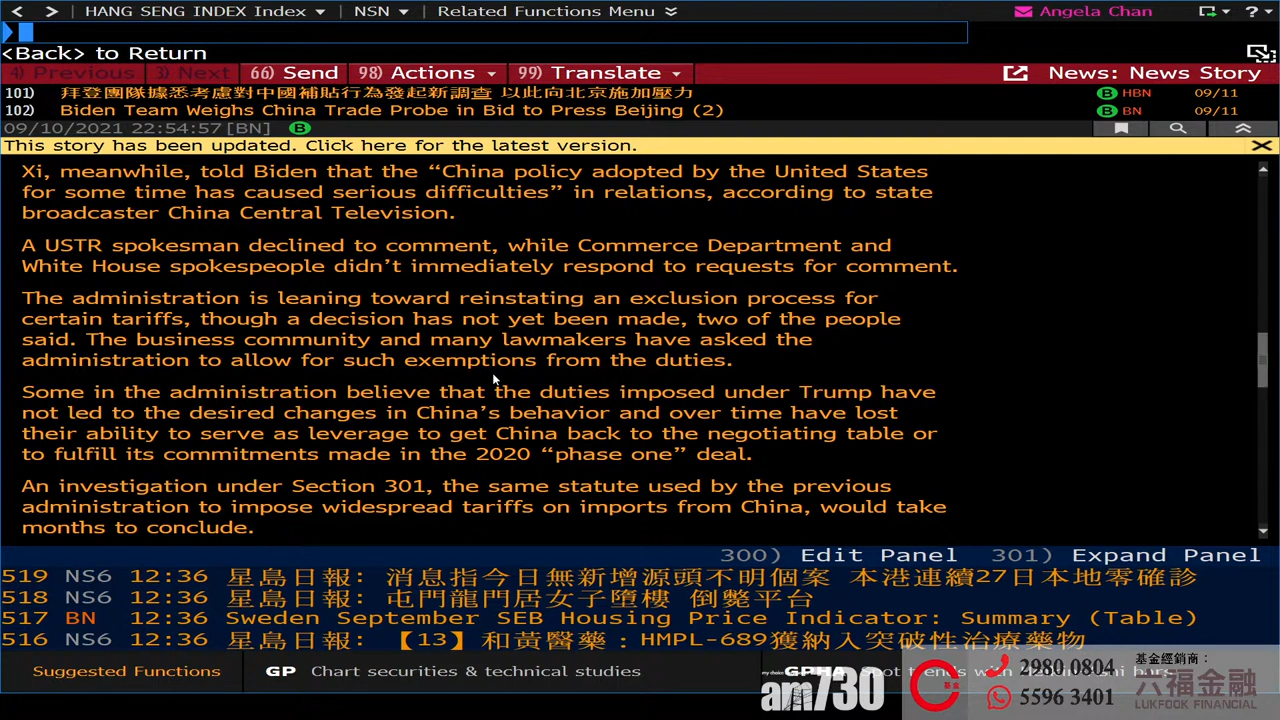 < > HANG SENG INDEX Index NSN Related Functions Menu Angela Chan ?
<Back> to Return
4) Previous 3) Next 66) Send 98) Actions 99) Translate News: News Story
101) 拜登團隊據悉考慮對中國補貼行為發起新調查 以此向北京施加壓力 B HBN 09/11
102) Biden Team Weighs China Trade Probe in Bid to Press Beijing (2) B BN 09/11
09/10/2021 22:54:57 [BN] B
This story has been updated. Click here for the latest version.
Xi, meanwhile, told Biden that the “China policy adopted by the United States
for some time has caused serious difficulties” in relations, according to state
broadcaster China Central Television.
A USTR spokesman declined to comment, while Commerce Department and
White House spokespeople didn’t immediately respond to requests for comment.
The administration is leaning toward reinstating an exclusion process for
certain tariffs, though a decision has not yet been made, two of the people
said. The business community and many lawmakers have asked the
administration to allow for such exemptions from the duties.
Some in the administration believe that the duties imposed under Trump have
not led to the desired changes in China’s behavior and over time have lost
their ability to serve as leverage to get China back to the negotiating table or
to fulfill its commitments made in the 2020 “phase one” deal.
An investigation under Section 301, the same statute used by the previous
administration to impose widespread tariffs on imports from China, would take
months to conclude.
300) Edit Panel 301) Expand Panel
519 NS6 12:36 星島日報: 消息指今日無新增源頭不明個案 本港連續27日本地零確診
518 NS6 12:36 星島日報: 屯門龍門居女子墮樓 倒斃平台
517 BN 12:36 Sweden September SEB Housing Price Indicator: Summary (Table)
516 NS6 12:36 星島日報: 【13】和黃醫藥：HMPL-689獲納入突破性治療藥物
Suggested Functions GP Chart securities & technical studies GPHA Spot trends with
my choice am730
基金
2980 0804
5596 3401
基金經銷商：
六福金融
LUKFOOK FINANCIAL